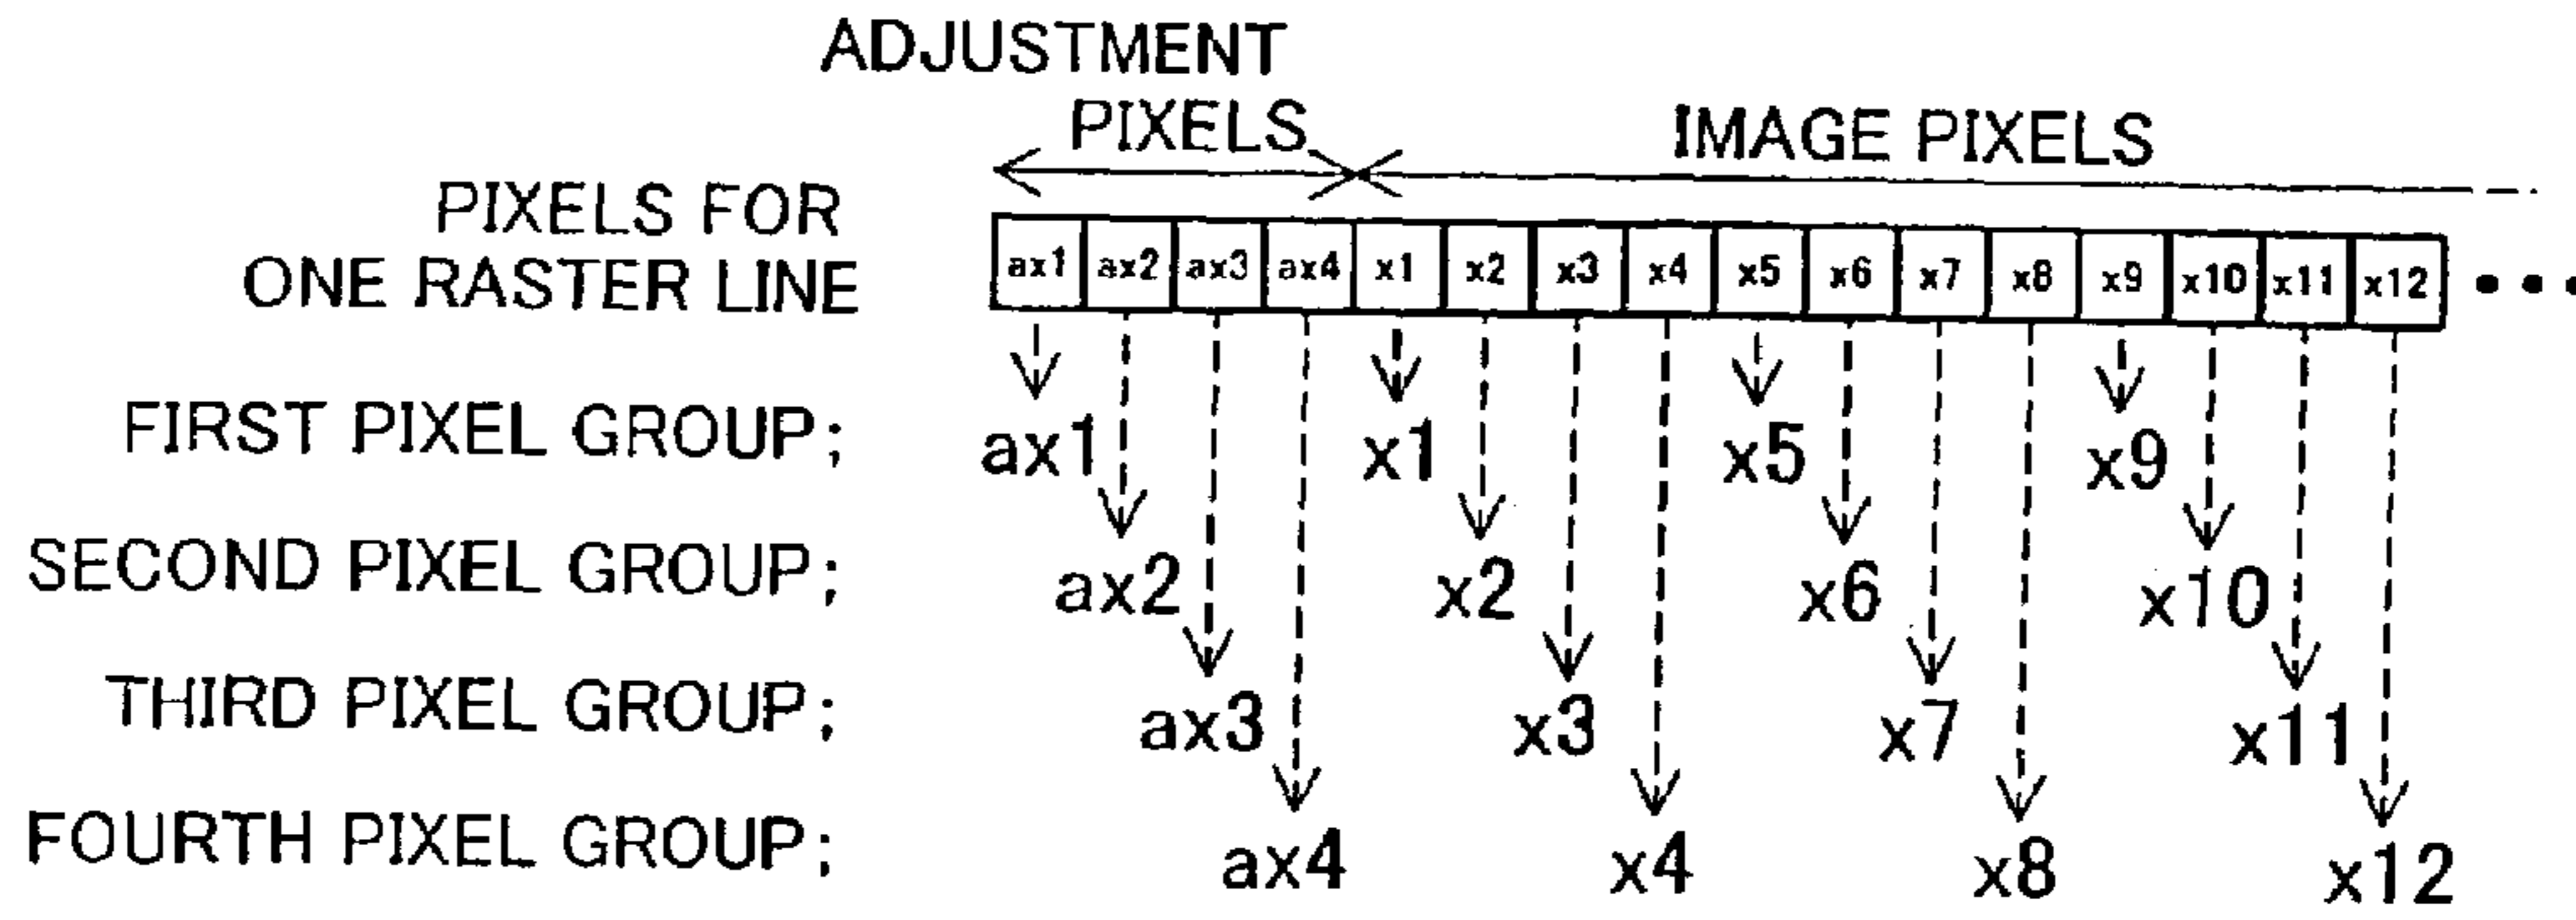 ADJUSTMENT
PIXELS
IMAGE PIXELS
PIXELS FOR
ONE RASTER LINE
ax1 ax2 ax3 ax4 x1 x2 x3 x4 x5 x6 x7 x8 x9 x10 x11 x12 •••
FIRST PIXEL GROUP; ax1 x1 x5 x9
SECOND PIXEL GROUP; ax2 x2 x6 x10
THIRD PIXEL GROUP; ax3 x3 x7 x11
FOURTH PIXEL GROUP; ax4 x4 x8 x12